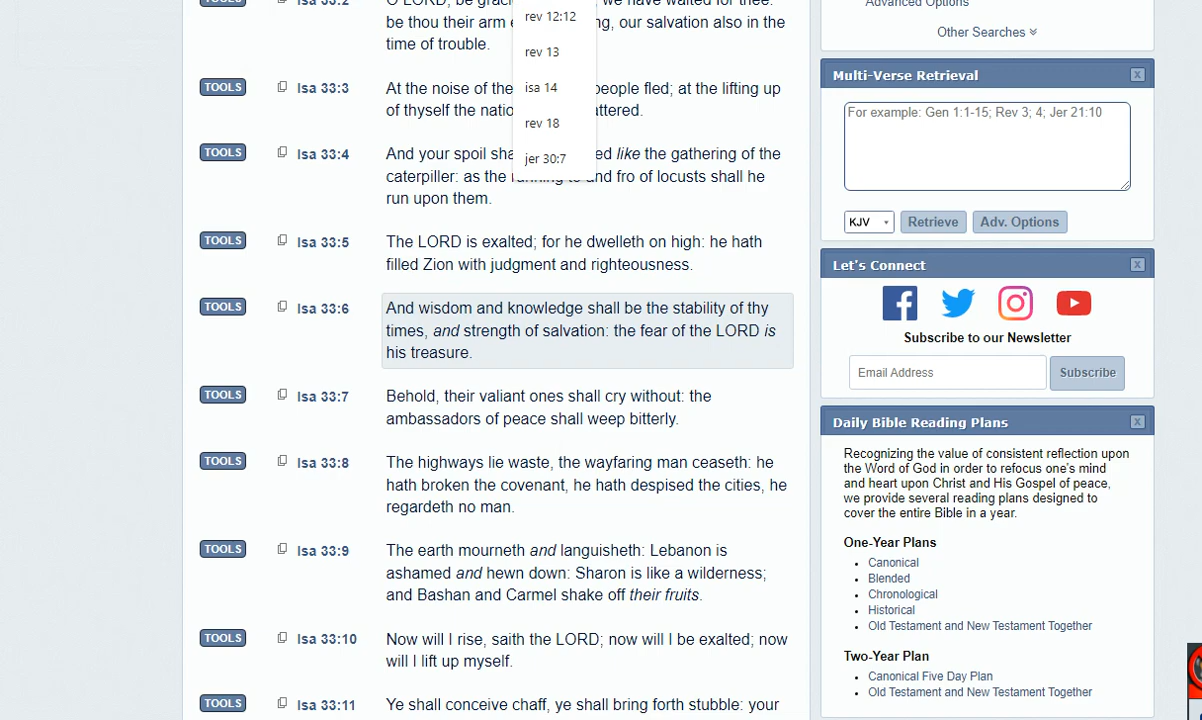 Isa 33:2
O LORD, be gracious we have waited for thee:
be thou their arm e ing, our salvation also in the
time of trouble.
rev 12:12
rev 13
isa 14
rev 18
jer 30:7
TOOLS
Isa 33:3
At the noise of the people fled; at the lifting up
of thyself the natio attered.
TOOLS
Isa 33:4
And your spoil sha ed like the gathering of the
caterpiller: as the running to and fro of locusts shall he
run upon them.
TOOLS
Isa 33:5
The LORD is exalted; for he dwelleth on high: he hath
filled Zion with judgment and righteousness.
TOOLS
Isa 33:6
And wisdom and knowledge shall be the stability of thy
times, and strength of salvation: the fear of the LORD is
his treasure.
TOOLS
Isa 33:7
Behold, their valiant ones shall cry without: the
ambassadors of peace shall weep bitterly.
TOOLS
Isa 33:8
The highways lie waste, the wayfaring man ceaseth: he
hath broken the covenant, he hath despised the cities, he
regardeth no man.
TOOLS
Isa 33:9
The earth mourneth and languisheth: Lebanon is
ashamed and hewn down: Sharon is like a wilderness;
and Bashan and Carmel shake off their fruits.
TOOLS
Isa 33:10
Now will I rise, saith the LORD; now will I be exalted; now
will I lift up myself.
TOOLS
Isa 33:11
Ye shall conceive chaff, ye shall bring forth stubble: your
Advanced Options
Other Searches
Multi-Verse Retrieval
X
For example: Gen 1:1-15; Rev 3; 4; Jer 21:10
KJV
Retrieve
Adv. Options
Let's Connect
X
Subscribe to our Newsletter
Email Address
Subscribe
Daily Bible Reading Plans
X
Recognizing the value of consistent reflection upon
the Word of God in order to refocus one's mind
and heart upon Christ and His Gospel of peace,
we provide several reading plans designed to
cover the entire Bible in a year.
One-Year Plans
Canonical
Blended
Chronological
Historical
Old Testament and New Testament Together
Two-Year Plan
Canonical Five Day Plan
Old Testament and New Testament Together